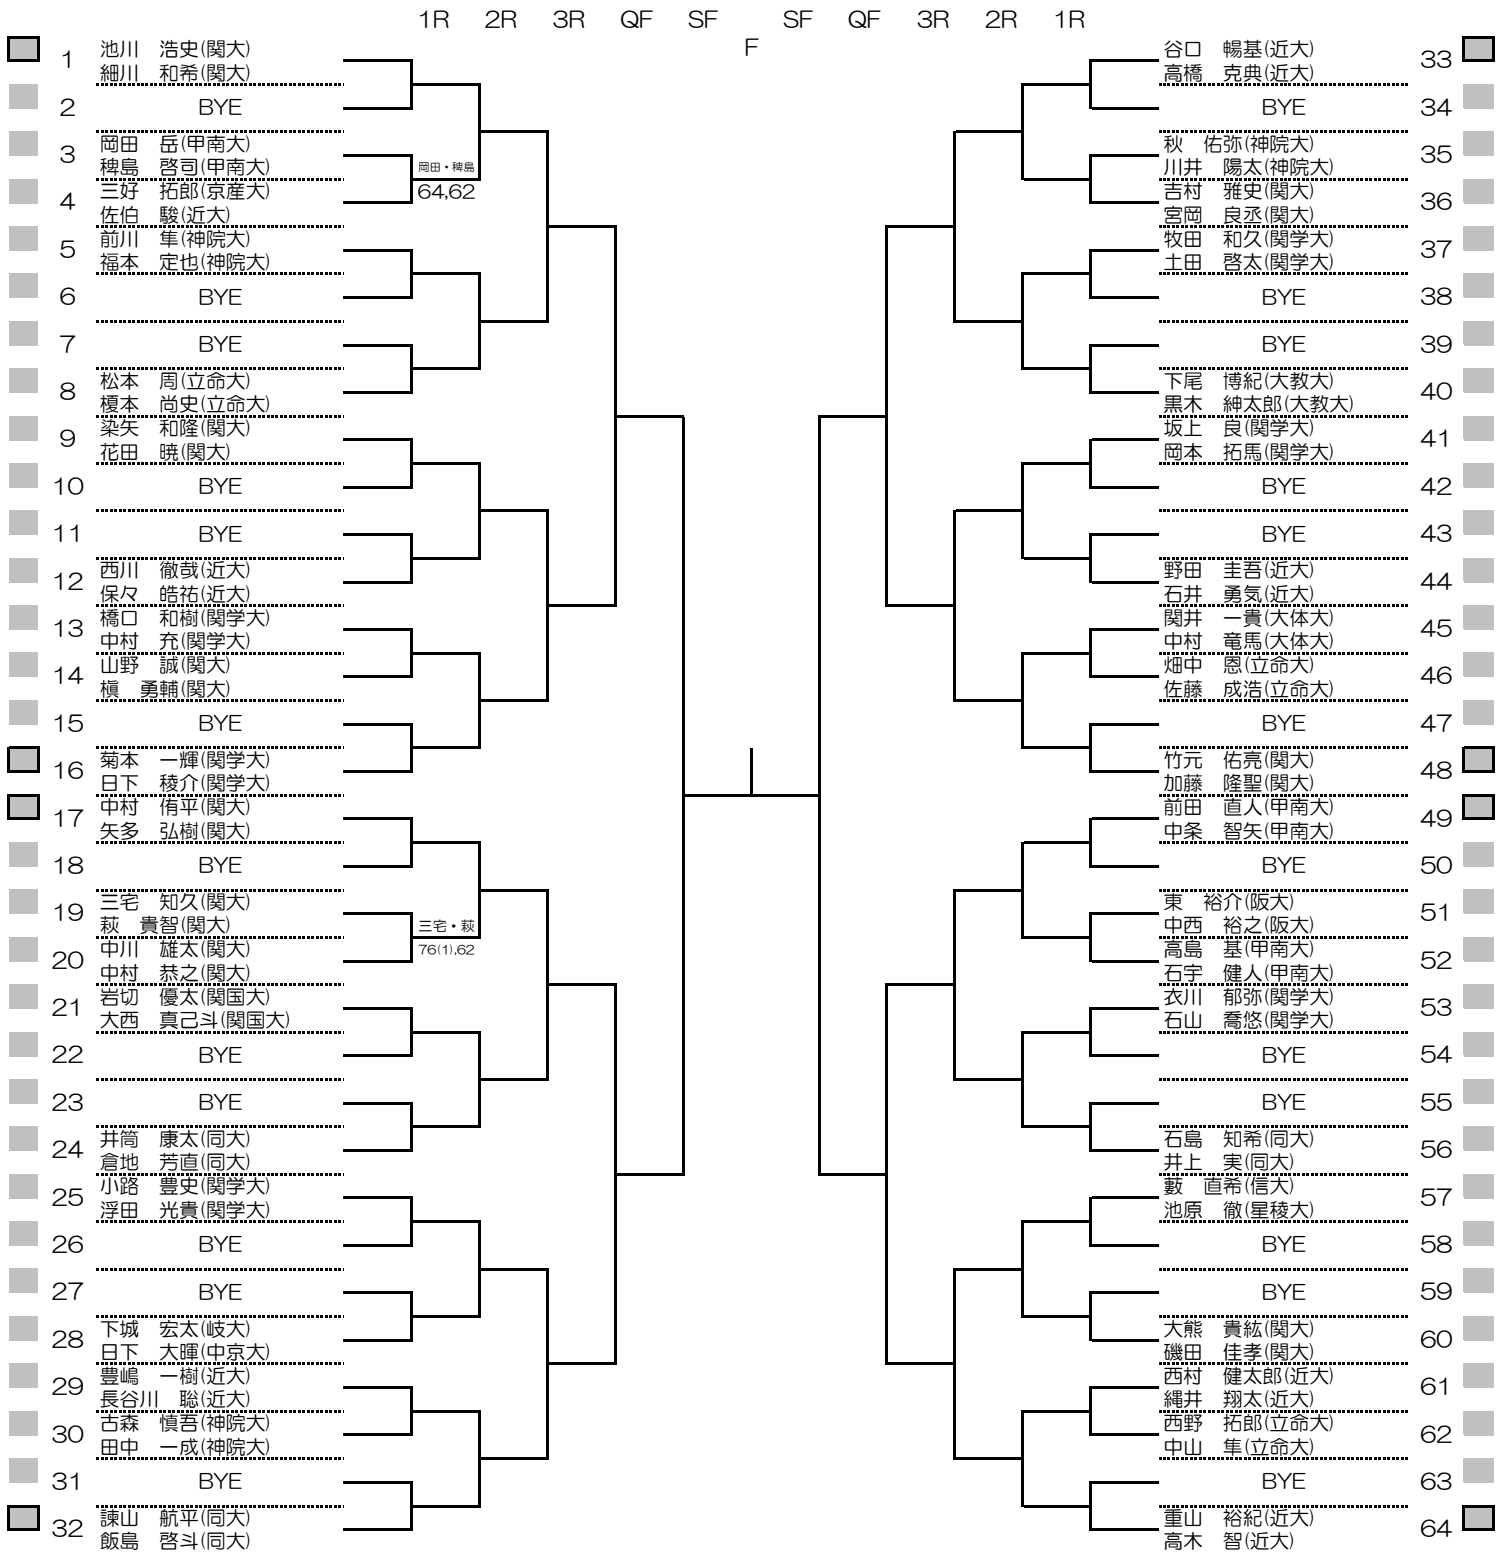 1R 2R 3R QF SF SF QF 3R 2R 1R
F
1 池川 浩史(関大)
細川 和希(関大)
2 BYE
3 岡田 岳(甲南大)
稗島 啓司(甲南大)
岡田・稗島
64,62
4 三好 拓郎(京産大)
佐伯 駿(近大)
5 前川 隼(神院大)
福本 定也(神院大)
6 BYE
7 BYE
8 松本 周(立命大)
榎本 尚史(立命大)
9 染矢 和隆(関大)
花田 暁(関大)
10 BYE
11 BYE
12 西川 徹哉(近大)
保々 皓祐(近大)
13 橋口 和樹(関学大)
中村 充(関学大)
14 山野 誠(関大)
槇 勇輔(関大)
15 BYE
16 菊本 一輝(関学大)
日下 稜介(関学大)
17 中村 侑平(関大)
矢多 弘樹(関大)
18 BYE
19 三宅 知久(関大)
萩 貴智(関大)
三宅・萩
76(1),62
20 中川 雄太(関大)
中村 恭之(関大)
21 岩切 優太(関国大)
大西 真己斗(関国大)
22 BYE
23 BYE
24 井筒 康太(同大)
倉地 芳直(同大)
25 小路 豊史(関学大)
浮田 光貴(関学大)
26 BYE
27 BYE
28 下城 宏太(岐大)
日下 大暉(中京大)
29 豊嶋 一樹(近大)
長谷川 聡(近大)
30 古森 慎吾(神院大)
田中 一成(神院大)
31 BYE
32 諫山 航平(同大)
飯島 啓斗(同大)
谷口 暢基(近大) 33
高橋 克典(近大)
BYE 34
秋 佑弥(神院大) 35
川井 陽太(神院大)
吉村 雅史(関大) 36
宮岡 良丞(関大)
牧田 和久(関学大) 37
土田 啓太(関学大)
BYE 38
BYE 39
下尾 博紀(大教大) 40
黒木 紳太郎(大教大)
坂上 良(関学大) 41
岡本 拓馬(関学大)
BYE 42
BYE 43
野田 圭吾(近大) 44
石井 勇気(近大)
関井 一貴(大体大) 45
中村 竜馬(大体大)
畑中 恩(立命大) 46
佐藤 成浩(立命大)
BYE 47
竹元 佑亮(関大) 48
加藤 隆聖(関大)
前田 直人(甲南大) 49
中条 智矢(甲南大)
BYE 50
東 裕介(阪大) 51
中西 裕之(阪大)
高島 基(甲南大) 52
石宇 健人(甲南大)
衣川 郁弥(関学大) 53
石山 喬悠(関学大)
BYE 54
BYE 55
石島 知希(同大) 56
井上 実(同大)
藪 直希(信大) 57
池原 徹(星稜大)
BYE 58
BYE 59
大熊 貴紘(関大) 60
磯田 佳孝(関大)
西村 健太郎(近大) 61
縄井 翔太(近大)
西野 拓郎(立命大) 62
中山 隼(立命大)
BYE 63
重山 裕紀(近大) 64
高木 智(近大)